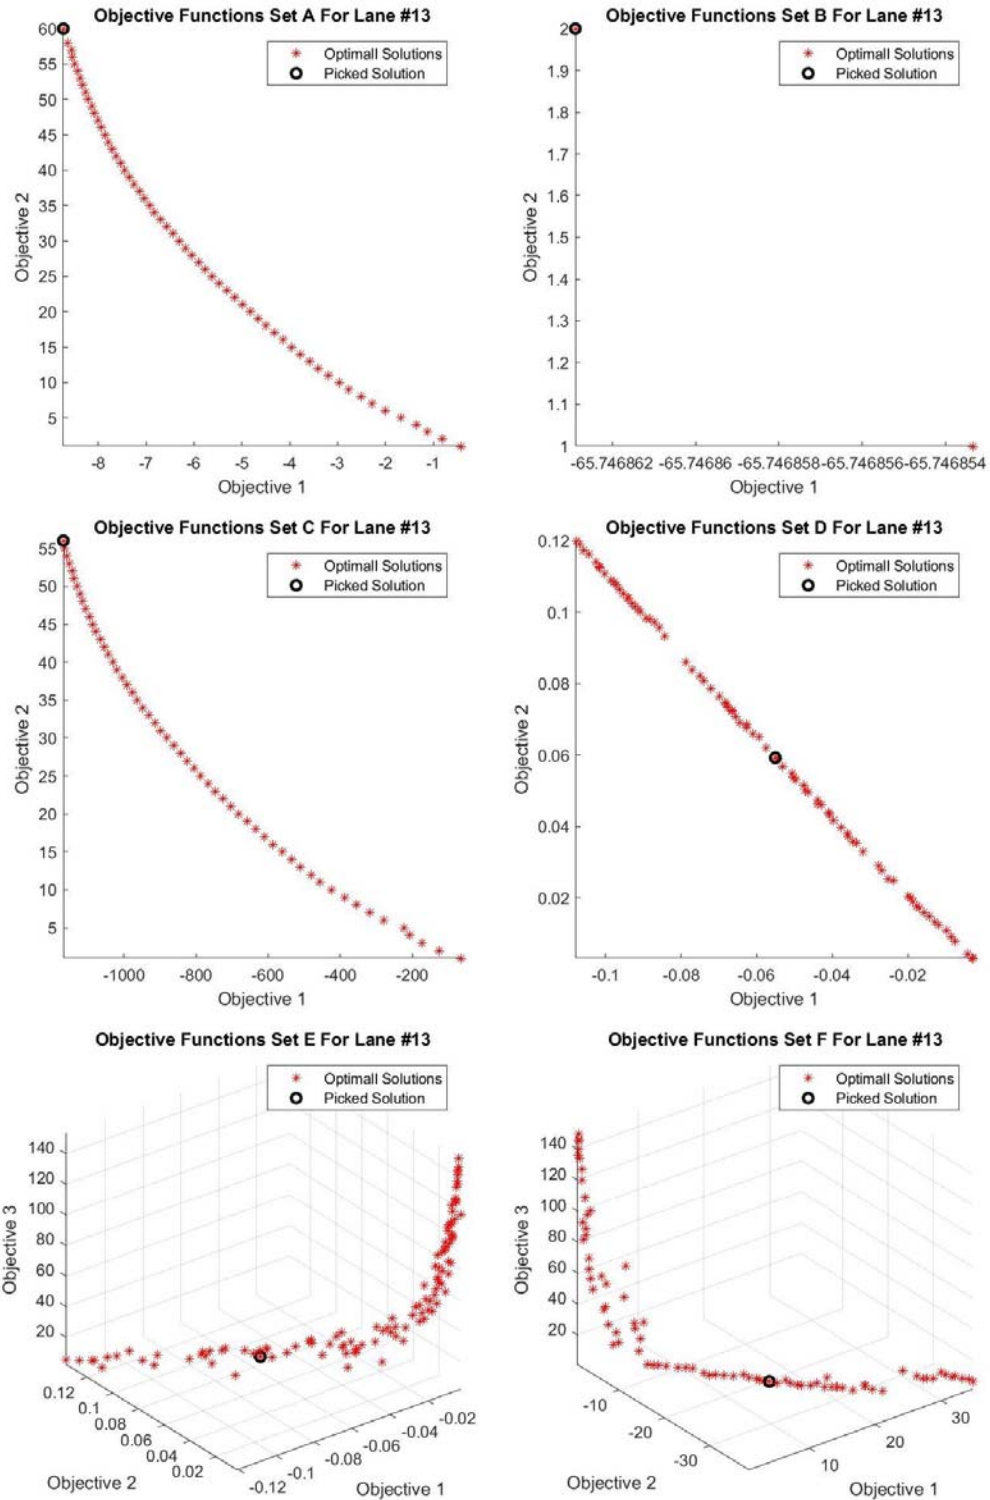 Objective Functions Set A For Lane #13
Optimall Solutions
Picked Solution
60
55
50
45
40
35
30
25
20
15
10
5
Objective 2
-8 -7 -6 -5 -4 -3 -2 -1
Objective 1
Objective Functions Set B For Lane #13
Optimall Solutions
Picked Solution
2
1.9
1.8
1.7
1.6
1.5
1.4
1.3
1.2
1.1
1
Objective 2
-65.746862 -65.74686 -65.746858 -65.746856 -65.746854
Objective 1
Objective Functions Set C For Lane #13
Optimall Solutions
Picked Solution
55
50
45
40
35
30
25
20
15
10
5
Objective 2
-1000 -800 -600 -400 -200
Objective 1
Objective Functions Set D For Lane #13
Optimall Solutions
Picked Solution
0.12
0.1
0.08
0.06
0.04
0.02
Objective 2
-0.1 -0.08 -0.06 -0.04 -0.02
Objective 1
Objective Functions Set E For Lane #13
Optimall Solutions
Picked Solution
140
120
100
80
60
40
20
Objective 3
0.12
0.1
0.08
0.06
0.04
0.02
Objective 2
-0.12
-0.1
-0.08
-0.06
-0.04
-0.02
Objective 1
Objective Functions Set F For Lane #13
Optimall Solutions
Picked Solution
140
120
100
80
60
40
20
Objective 3
-10
-20
-30
Objective 2
10
20
30
Objective 1